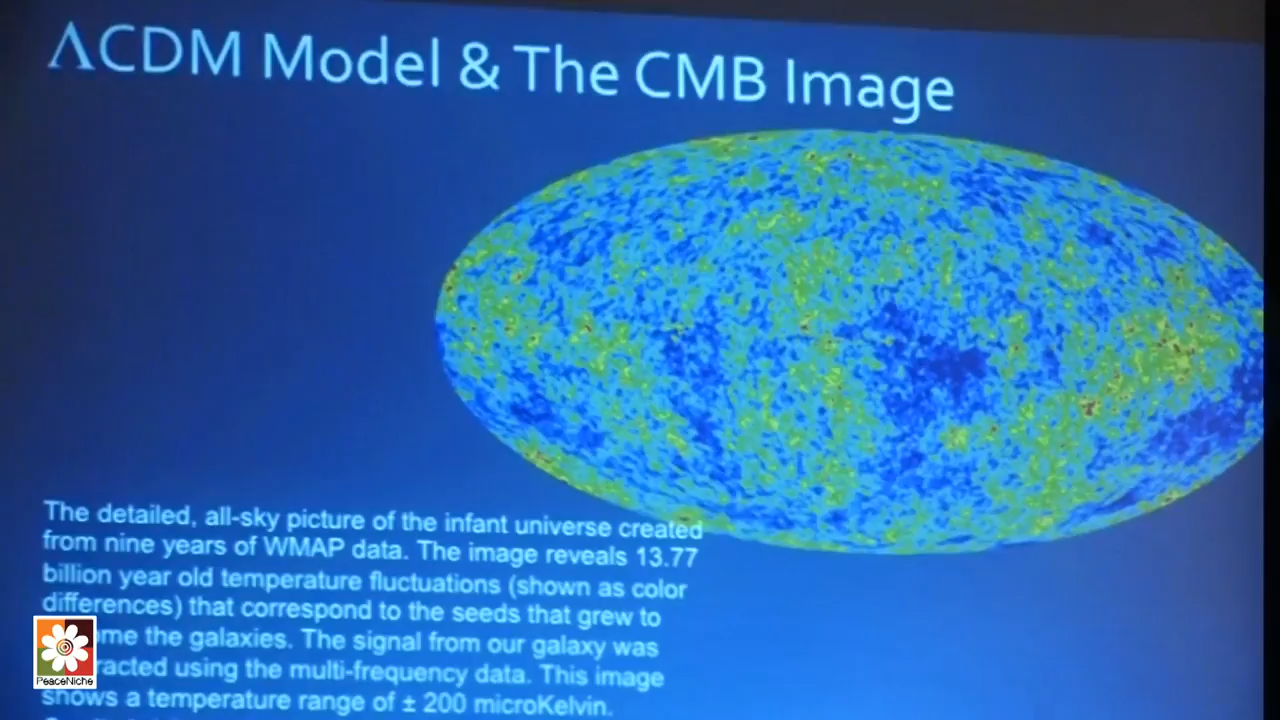 ΛCDM Model & The CMB Image
The detailed, all-sky picture of the infant universe created
from nine years of WMAP data. The image reveals 13.77
billion year old temperature fluctuations (shown as color
differences) that correspond to the seeds that grew to
ome the galaxies. The signal from our galaxy was
racted using the multi-frequency data. This image
shows a temperature range of ± 200 microKelvin.
PeaceNiche